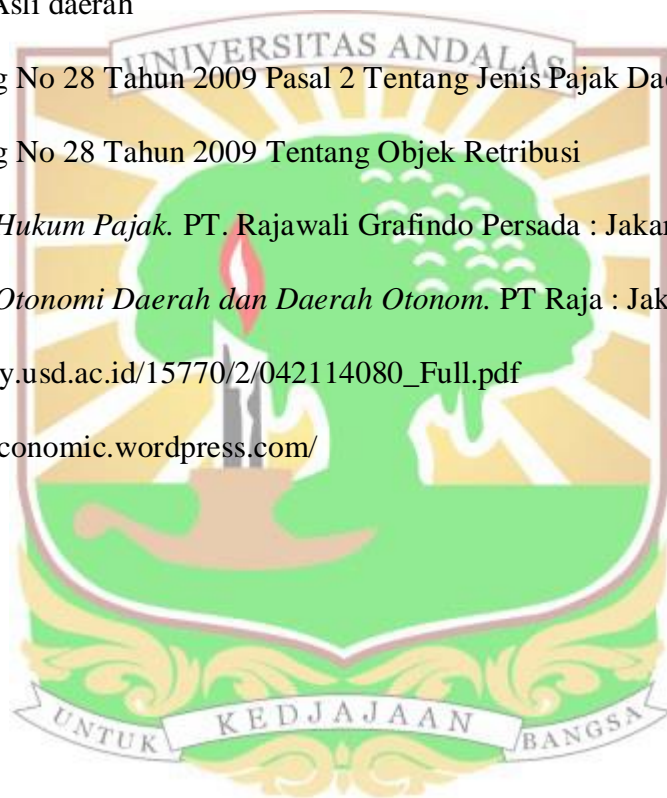 Asli daerah
UNIVERSITAS ANDALAS
g No 28 Tahun 2009 Pasal 2 Tentang Jenis Pajak Dae
g No 28 Tahun 2009 Tentang Objek Retribusi
Hukum Pajak. PT. Rajawali Grafindo Persada : Jakar
Otonomi Daerah dan Daerah Otonom. PT Raja : Jak
y.usd.ac.id/15770/2/042114080_Full.pdf
conomic.wordpress.com/
UNTUK KEDJAJAAN BANGSA